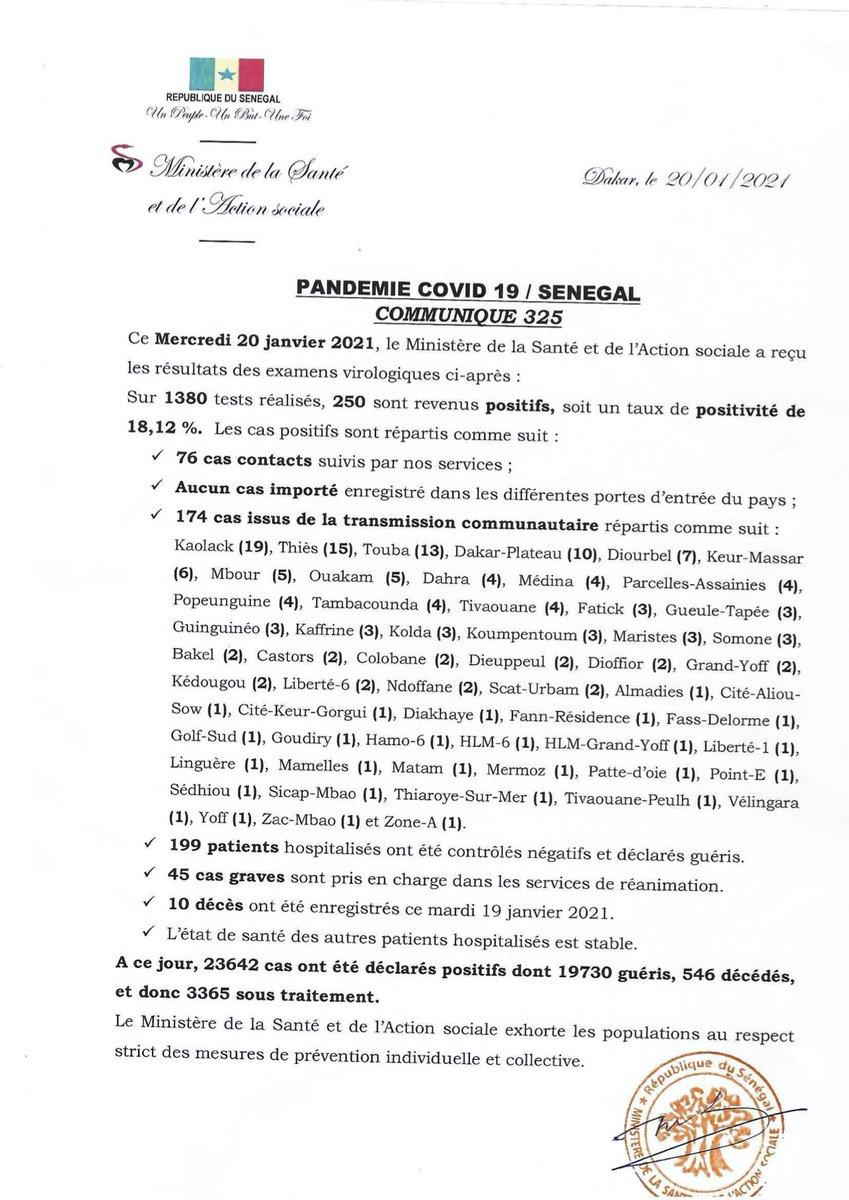 REPUBLIQUE DU SENEGAL
Un Peuple-Un But-Une Foi
Ministère de la Santé
et de l'Action sociale
Dakar, le 20/01/2021
PANDEMIE COVID 19 / SENEGAL
COMMUNIQUE 325
Ce Mercredi 20 janvier 2021, le Ministère de la Santé et de l'Action sociale a reçu
les résultats des examens virologiques ci-après :
Sur 1380 tests réalisés, 250 sont revenus positifs, soit un taux de positivité de
18,12 %. Les cas positifs sont répartis comme suit :
✓ 76 cas contacts suivis par nos services ;
✓ Aucun cas importé enregistré dans les différentes portes d'entrée du pays ;
✓ 174 cas issus de la transmission communautaire répartis comme suit :
Kaolack (19), Thiès (15), Touba (13), Dakar-Plateau (10), Diourbel (7), Keur-Massar
(6), Mbour (5), Ouakam (5), Dahra (4), Médina (4), Parcelles-Assainies (4),
Popeunguine (4), Tambacounda (4), Tivaouane (4), Fatick (3), Gueule-Tapée (3),
Guinguinéo (3), Kaffrine (3), Kolda (3), Koumpentoum (3), Maristes (3), Somone (3),
Bakel (2), Castors (2), Colobane (2), Dieuppeul (2), Dioffior (2), Grand-Yoff (2),
Kédougou (2), Liberté-6 (2), Ndoffane (2), Scat-Urbam (2), Almadies (1), Cité-Aliou-
Sow (1), Cité-Keur-Gorgui (1), Diakhaye (1), Fann-Résidence (1), Fass-Delorme (1),
Golf-Sud (1), Goudiry (1), Hamo-6 (1), HLM-6 (1), HLM-Grand-Yoff (1), Liberté-1 (1),
Linguère (1), Mamelles (1), Matam (1), Mermoz (1), Patte-d'oie (1), Point-E (1),
Sédhiou (1), Sicap-Mbao (1), Thiaroye-Sur-Mer (1), Tivaouane-Peulh (1), Vélingara
(1), Yoff (1), Zac-Mbao (1) et Zone-A (1).
✓ 199 patients hospitalisés ont été contrôlés négatifs et déclarés guéris.
✓ 45 cas graves sont pris en charge dans les services de réanimation.
✓ 10 décès ont été enregistrés ce mardi 19 janvier 2021.
✓ L'état de santé des autres patients hospitalisés est stable.
A ce jour, 23642 cas ont été déclarés positifs dont 19730 guéris, 546 décédés,
et donc 3365 sous traitement.
Le Ministère de la Santé et de l'Action sociale exhorte les populations au respect
strict des mesures de prévention individuelle et collective.
République du Sénégal
MINISTÈRE DE LA SANTE L'ACTION SOCIALE